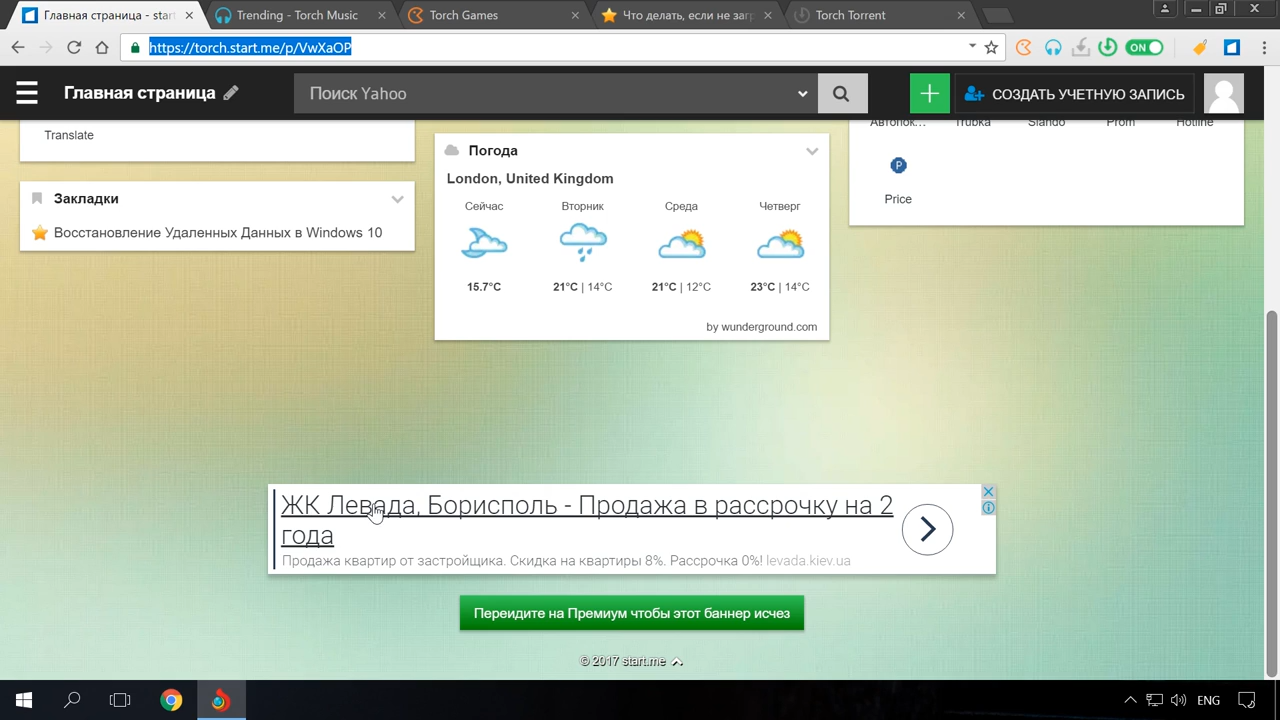 Главная страница - start
Trending - Torch Music
Torch Games
Что делать, если не загр
Torch Torrent
https://torch.start.me/p/VwXaOP
ON
Главная страница
Поиск Yahoo
СОЗДАТЬ УЧЕТНУЮ ЗАПИСЬ
Translate
Закладки
Восстановление Удаленных Данных в Windows 10
Погода
London, United Kingdom
Сейчас Вторник Среда Четверг
15.7°C 21°C | 14°C 21°C | 12°C 23°C | 14°C
by wunderground.com
Автопок... Trubka Slando Prom Hotline
P
Price
ЖК Левада, Борисполь - Продажа в рассрочку на 2
года
Продажа квартир от застройщика. Скидка на квартиры 8%. Рассрочка 0%! levada.kiev.ua
Переидите на Премиум чтобы этот баннер исчез
© 2017 start.me
ENG